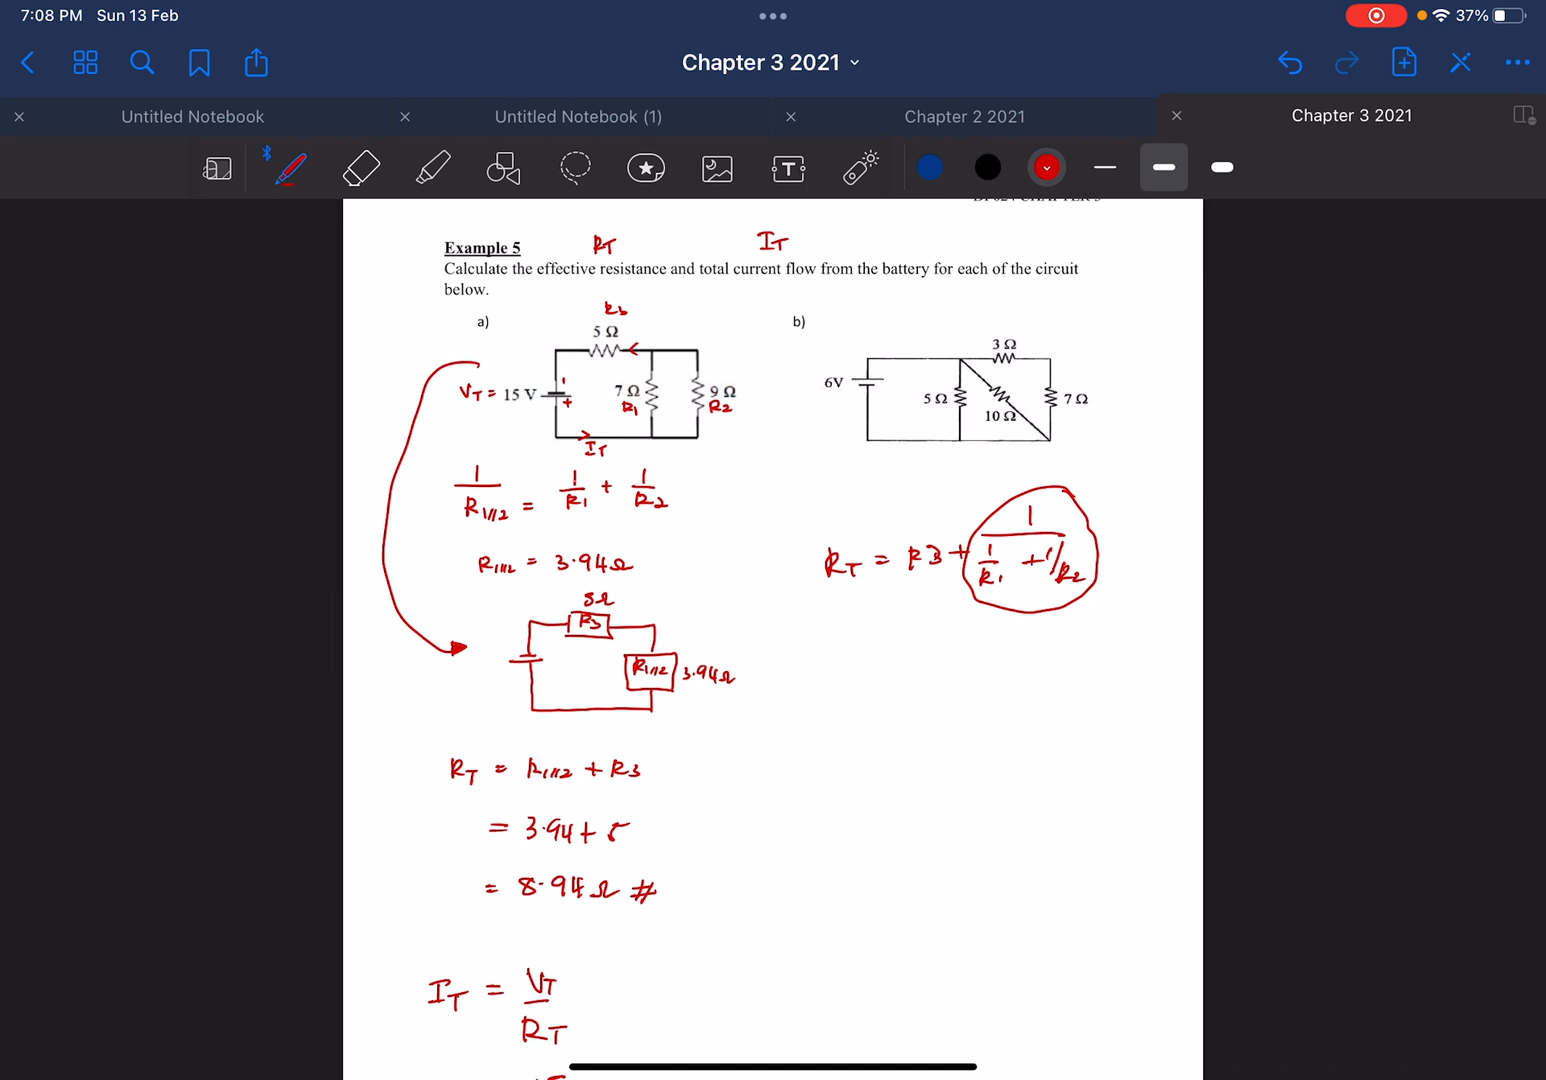 7:08 PM Sun 13 Feb
37%
Chapter 3 2021
Untitled Notebook
Untitled Notebook (1)
Chapter 2 2021
Chapter 3 2021
T
Example 5
RT
IT
Calculate the effective resistance and total current flow from the battery for each of the circuit
below.
a)
R3
5 Ω
VT = 15 V
+
7 Ω
R1
9 Ω
R2
IT
1/R1//2 = 1/R1 + 1/R2
R1//2 = 3.94Ω
5Ω
R3
R1//2
3.94Ω
RT = R1//2 + R3
= 3.94 + 5
= 8.94 Ω #
IT = VT/RT
b)
3 Ω
6V
5 Ω
10 Ω
7 Ω
RT = R3 + 1/(1/R1 + 1/R2)